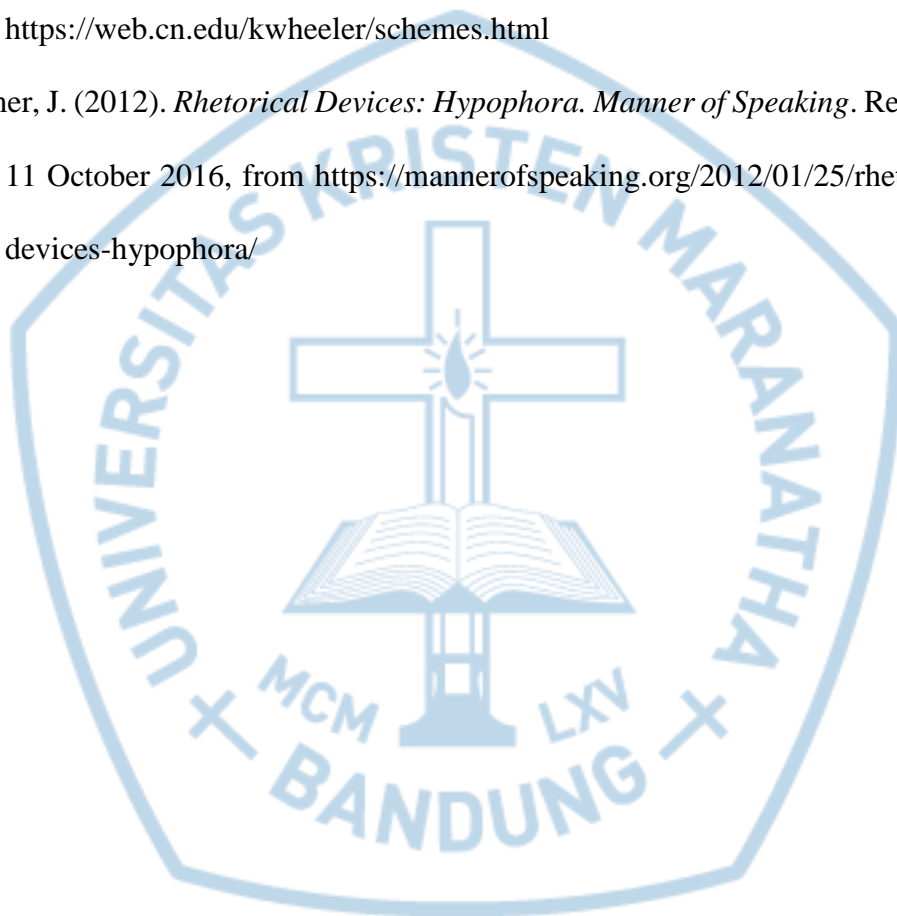 https://web.cn.edu/kwheeler/schemes.html
ner, J. (2012). Rhetorical Devices: Hypophora. Manner of Speaking. Re
11 October 2016, from https://mannerofspeaking.org/2012/01/25/rhe
devices-hypophora/
UNIVERSITAS KRISTEN MARANATHA
MCM LXV
BANDUNG